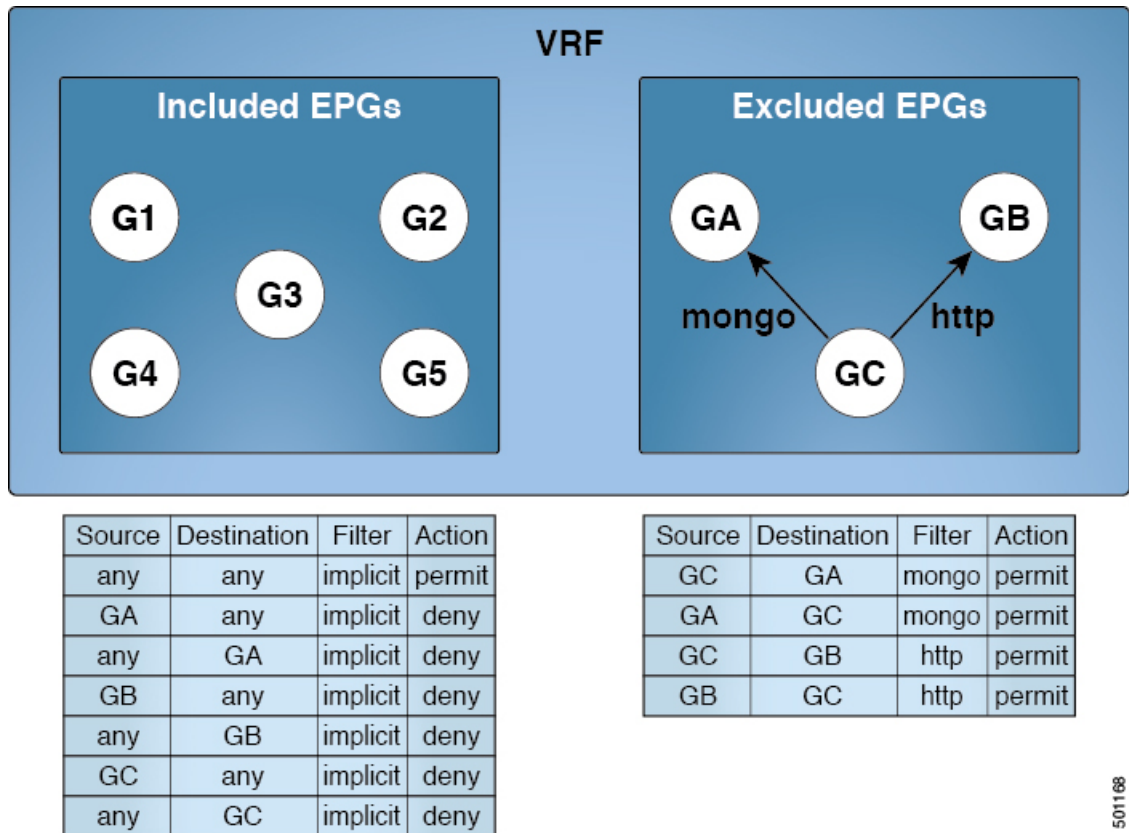 VRF
Included EPGs
G1
G2
G3
G4
G5
Excluded EPGs
GA
GB
mongo
http
GC
Source Destination Filter Action
any any implicit permit
GA any implicit deny
any GA implicit deny
GB any implicit deny
any GB implicit deny
GC any implicit deny
any GC implicit deny
Source Destination Filter Action
GC GA mongo permit
GA GC mongo permit
GC GB http permit
GB GC http permit
501168